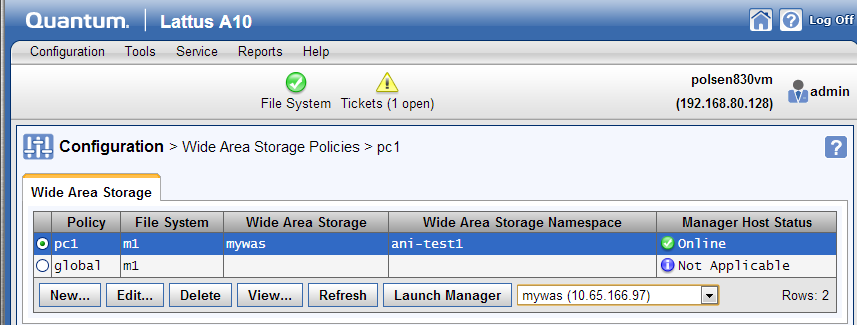 Quantum. Lattus A10 Log Off
Configuration Tools Service Reports Help
File System Tickets (1 open)
polsen830vm
(192.168.80.128)
admin
Configuration > Wide Area Storage Policies > pc1
Wide Area Storage
Policy File System Wide Area Storage Wide Area Storage Namespace Manager Host Status
pc1 m1 mywas ani-test1 Online
global m1 Not Applicable
New... Edit... Delete View... Refresh Launch Manager mywas (10.65.166.97) Rows: 2